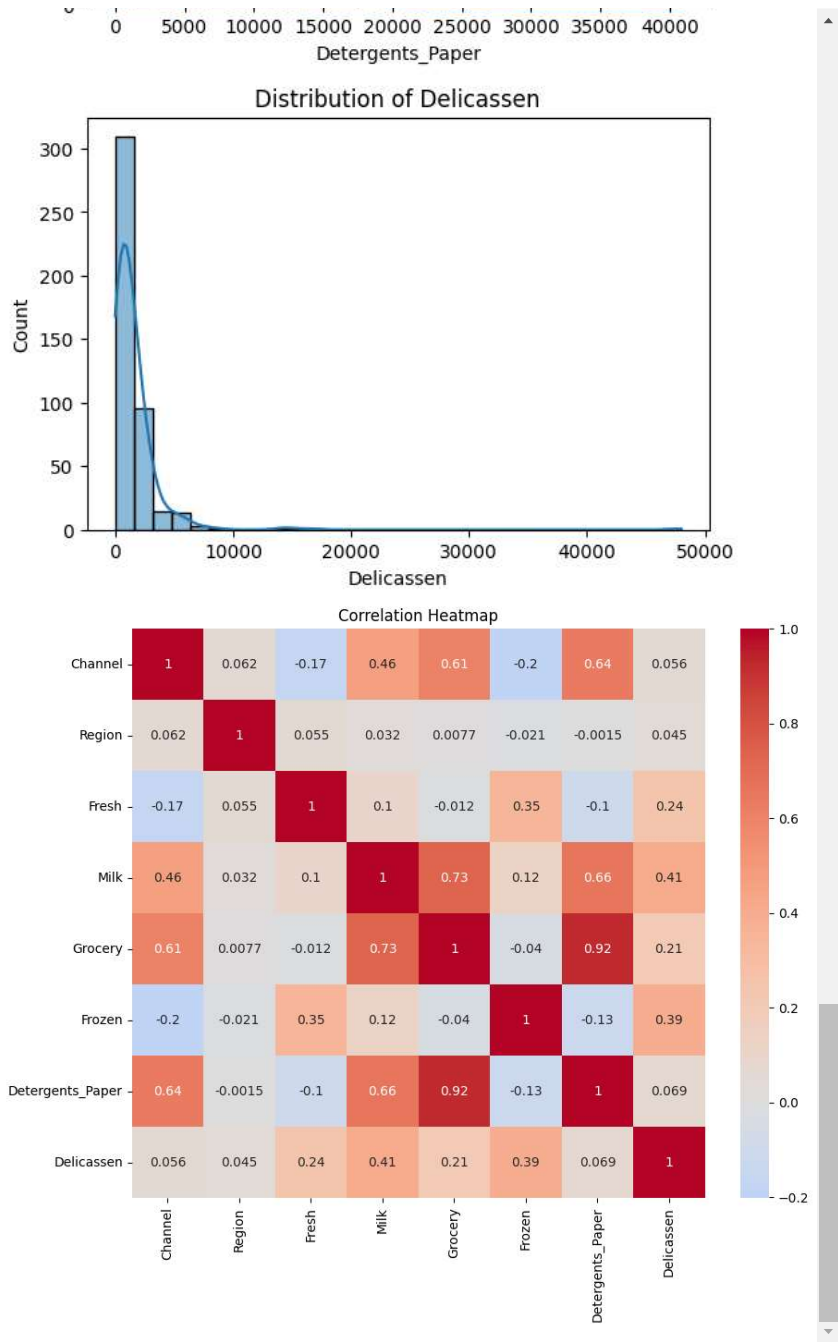 0 5000 10000 15000 20000 25000 30000 35000 40000
Detergents_Paper
Distribution of Delicassen
300
250
200
150
100
50
0
Count
0 10000 20000 30000 40000 50000
Delicassen
Correlation Heatmap
Channel 1 0.062 -0.17 0.46 0.61 -0.2 0.64 0.056
Region 0.062 1 0.055 0.032 0.0077 -0.021 -0.0015 0.045
Fresh -0.17 0.055 1 0.1 -0.012 0.35 -0.1 0.24
Milk 0.46 0.032 0.1 1 0.73 0.12 0.66 0.41
Grocery 0.61 0.0077 -0.012 0.73 1 -0.04 0.92 0.21
Frozen -0.2 -0.021 0.35 0.12 -0.04 1 -0.13 0.39
Detergents_Paper 0.64 -0.0015 -0.1 0.66 0.92 -0.13 1 0.069
Delicassen 0.056 0.045 0.24 0.41 0.21 0.39 0.069 1
Channel Region Fresh Milk Grocery Frozen Detergents_Paper Delicassen
1.0
0.8
0.6
0.4
0.2
0.0
−0.2